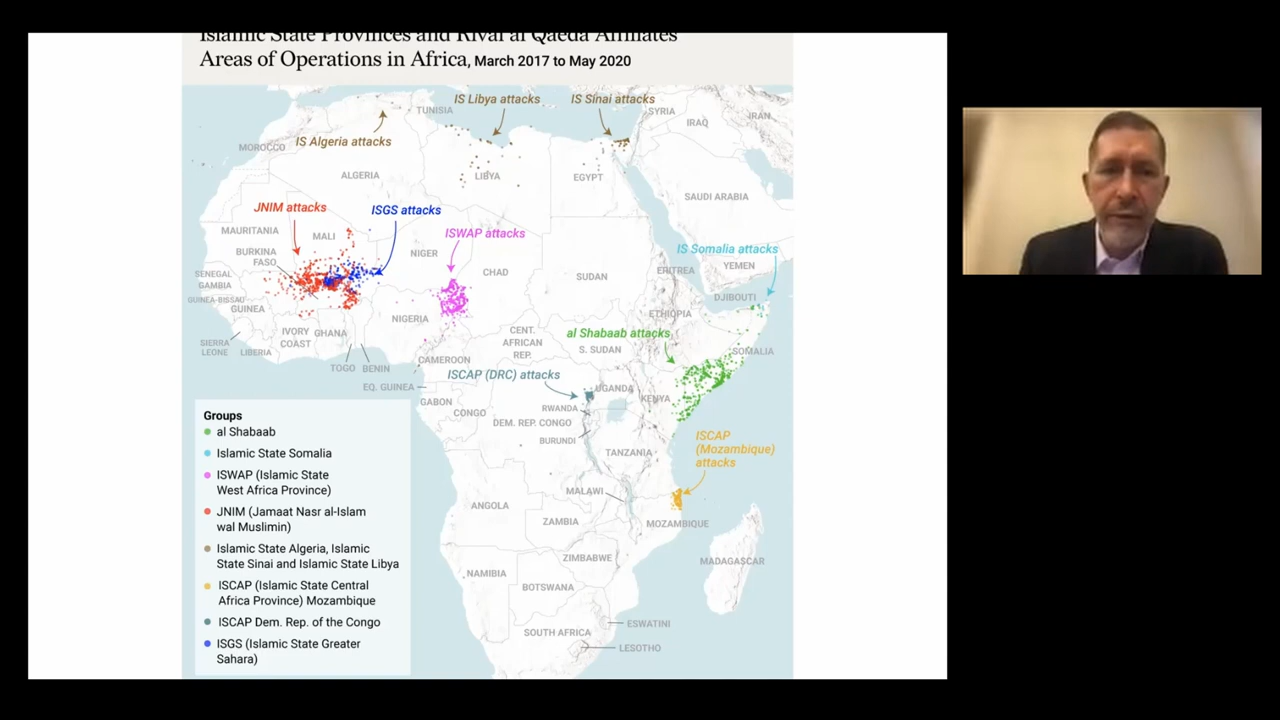 Islamic State Provinces and Rival al Qaeda Affiliates
Areas of Operations in Africa, March 2017 to May 2020
IS Libya attacks
IS Sinai attacks
TUNISIA
SYRIA
IRAQ
IRAN
IS Algeria attacks
MOROCCO
ALGERIA
LIBYA
EGYPT
SAUDI ARABIA
JNIM attacks
ISGS attacks
MAURITANIA
MALI
ISWAP attacks
BURKINA
FASO
NIGER
CHAD
SUDAN
IS Somalia attacks
ERITREA
YEMEN
SENEGAL
GAMBIA
GUINEA-BISSAU
GUINEA
DJIBOUTI
NIGERIA
ETHIOPIA
IVORY
COAST
GHANA
SIERRA
LEONE
LIBERIA
TOGO
BENIN
CENT.
AFRICAN
REP.
al Shabaab attacks
S. SUDAN
SOMALIA
CAMEROON
EQ. GUINEA
ISCAP (DRC) attacks
UGANDA
KENYA
GABON
CONGO
RWANDA
DEM. REP. CONGO
BURUNDI
TANZANIA
ISCAP
(Mozambique)
attacks
MALAWI
ANGOLA
ZAMBIA
MOZAMBIQUE
ZIMBABWE
MADAGASCAR
NAMIBIA
BOTSWANA
SOUTH AFRICA
ESWATINI
LESOTHO
Groups
al Shabaab
Islamic State Somalia
ISWAP (Islamic State
West Africa Province)
JNIM (Jamaat Nasr al-Islam
wal Muslimin)
Islamic State Algeria, Islamic
State Sinai and Islamic State Libya
ISCAP (Islamic State Central
Africa Province) Mozambique
ISCAP Dem. Rep. of the Congo
ISGS (Islamic State Greater
Sahara)